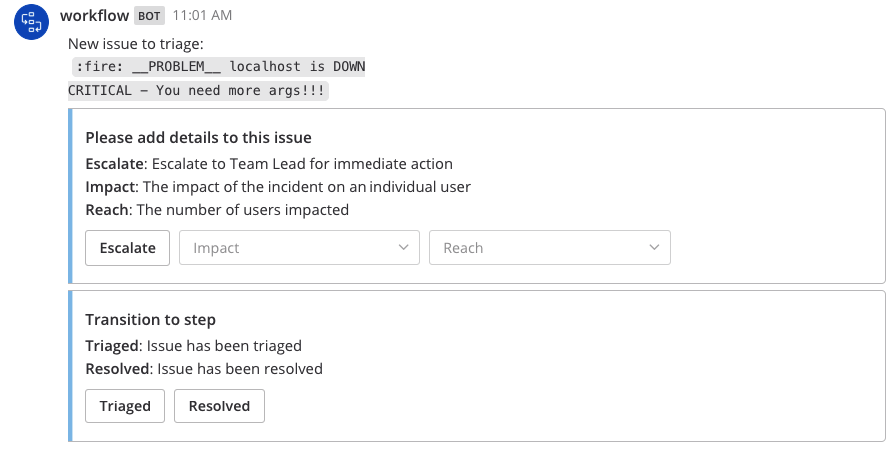 workflow BOT 11:01 AM
New issue to triage:
:fire: __PROBLEM__ localhost is DOWN
CRITICAL – You need more args!!!
Please add details to this issue
Escalate: Escalate to Team Lead for immediate action
Impact: The impact of the incident on an individual user
Reach: The number of users impacted
Escalate Impact Reach
Transition to step
Triaged: Issue has been triaged
Resolved: Issue has been resolved
Triaged Resolved